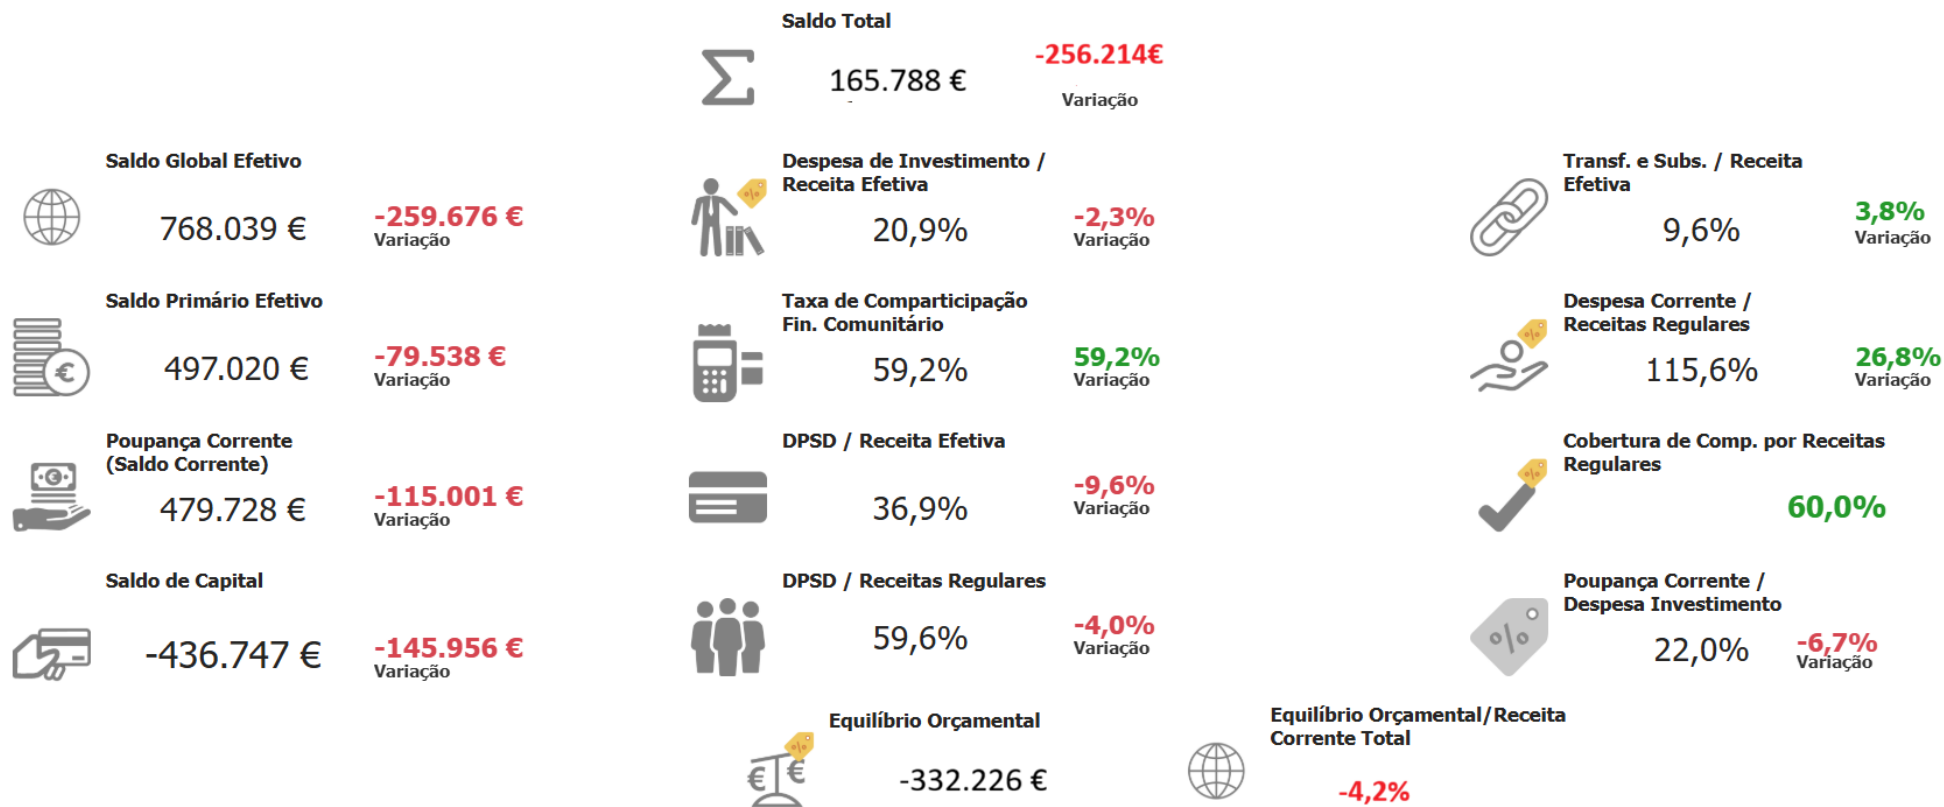 Saldo Total
165.788 €
-256.214€
Variação
Saldo Global Efetivo
768.039 €
-259.676 €
Variação
Despesa de Investimento /
Receita Efetiva
20,9%
-2,3%
Variação
Transf. e Subs. / Receita
Efetiva
9,6%
3,8%
Variação
Saldo Primário Efetivo
497.020 €
-79.538 €
Variação
Taxa de Comparticipação
Fin. Comunitário
59,2%
59,2%
Variação
Despesa Corrente /
Receitas Regulares
115,6%
26,8%
Variação
Poupança Corrente
(Saldo Corrente)
479.728 €
-115.001 €
Variação
DPSD / Receita Efetiva
36,9%
-9,6%
Variação
Cobertura de Comp. por Receitas
Regulares
60,0%
Saldo de Capital
-436.747 €
-145.956 €
Variação
DPSD / Receitas Regulares
59,6%
-4,0%
Variação
Poupança Corrente /
Despesa Investimento
22,0%
-6,7%
Variação
Equilíbrio Orçamental
-332.226 €
Equilíbrio Orçamental/Receita
Corrente Total
-4,2%